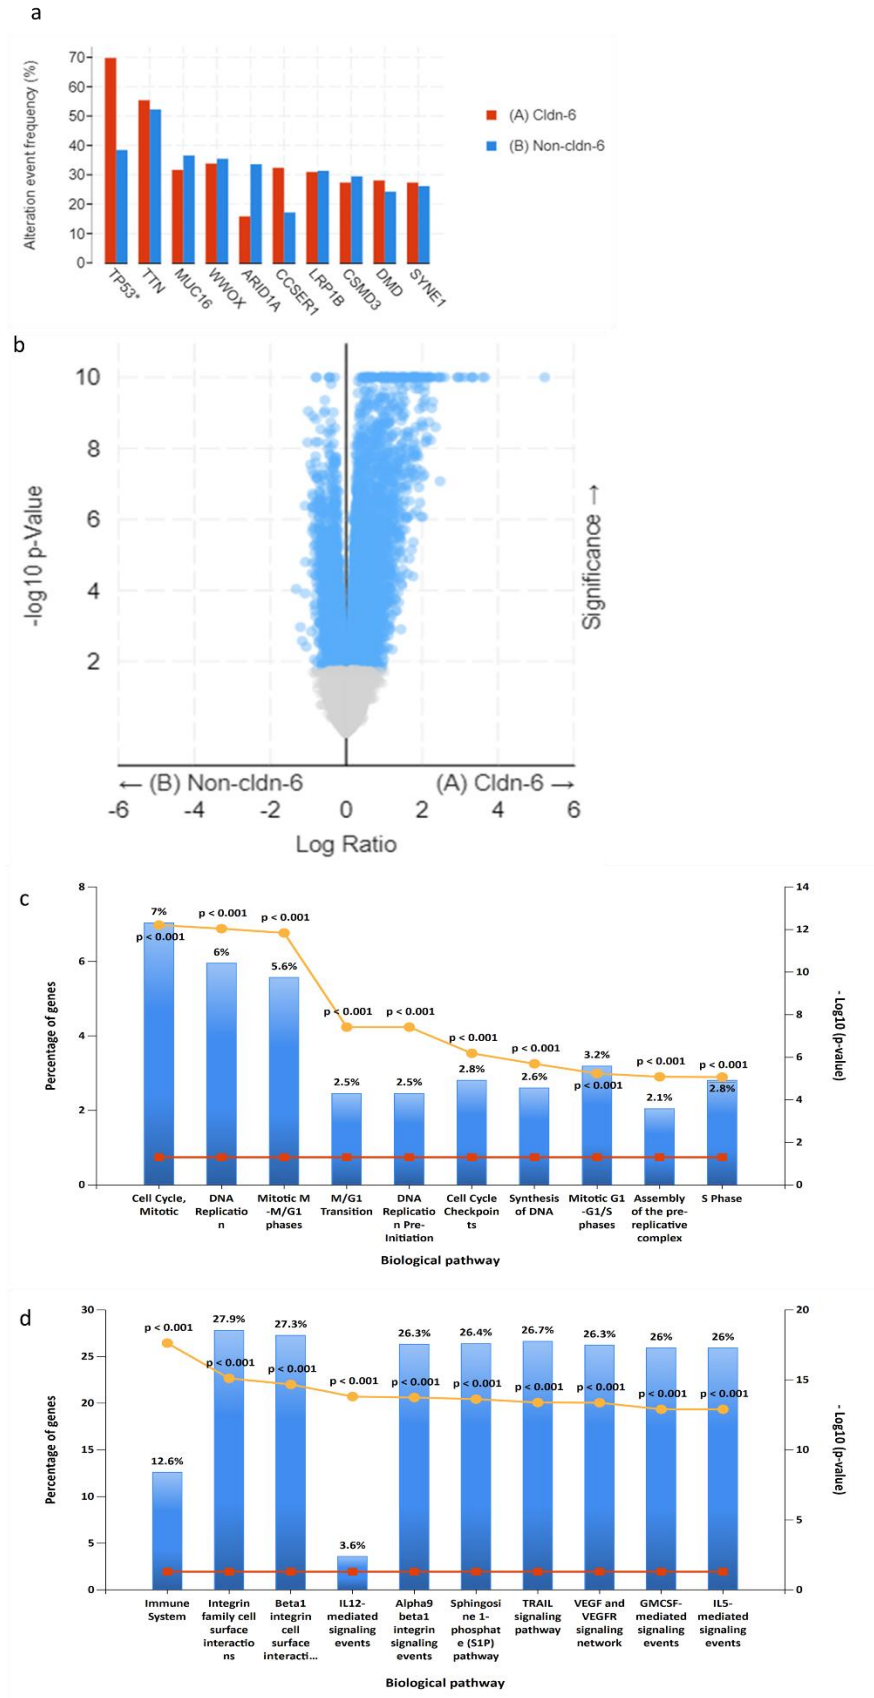 a
Alteration event frequency (%)
70
60
50
40
30
20
10
0
TP53*
TTN
MUC16
WWOX
ARID1A
CCSER1
LRP1B
CSMD3
DMD
SYNE1
(A) Cldn-6
(B) Non-cldn-6
b
-log10 p-Value
10
8
6
4
2
Significance →
← (B) Non-cldn-6
(A) Cldn-6 →
-6 -4 -2 0 2 4 6
Log Ratio
c
Percentage of genes
8
6
4
2
0
7%
p < 0.001
6%
p < 0.001
5.6%
p < 0.001
2.5%
p < 0.001
2.5%
p < 0.001
2.8%
p < 0.001
2.6%
p < 0.001
3.2%
p < 0.001
2.1%
p < 0.001
2.8%
p < 0.001
14
12
10
8
6
4
2
0
- Log10 (p-value)
Cell Cycle,
Mitotic
DNA
Replicatio
n
Mitotic M
-M/G1
phases
M/G1
Transition
DNA
Replicatio
n Pre-
Initiation
Cell Cycle
Checkpoin
ts
Synthesis
of DNA
Mitotic G1
-G1/S
phases
Assembly
of the pre-
replicative
complex
S Phase
Biological pathway
d
Percentage of genes
30
25
20
15
10
5
0
12.6%
p < 0.001
27.9%
p < 0.001
27.3%
p < 0.001
3.6%
p < 0.001
26.3%
p < 0.001
26.4%
p < 0.001
26.7%
p < 0.001
26.3%
p < 0.001
26%
p < 0.001
26%
p < 0.001
20
15
10
5
0
- Log10 (p-value)
Immune
System
Integrin
family cell
surface
interactio
ns
Beta1
integrin
cell
surface
interacti...
IL12-
mediated
signaling
events
Alpha9
beta1
integrin
signaling
events
Sphingosi
ne 1-
phosphat
e (S1P)
pathway
TRAIL
signaling
pathway
VEGF and
VEGFR
signaling
network
GMCSF-
mediated
signaling
events
IL5-
mediated
signaling
events
Biological pathway